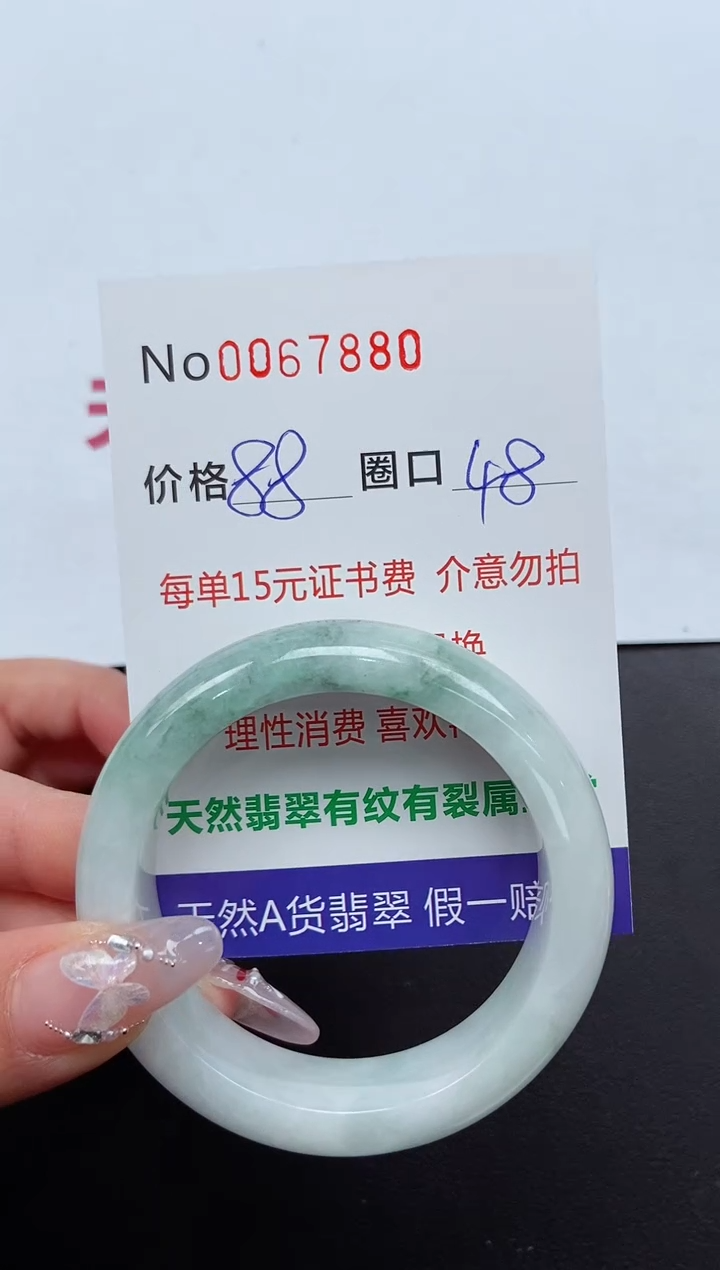 No0067880
价格88 圈口48
每单15元证书费 介意勿拍
换
理性消费 喜欢
天然翡翠有纹有裂属
天然A货翡翠 假一赔